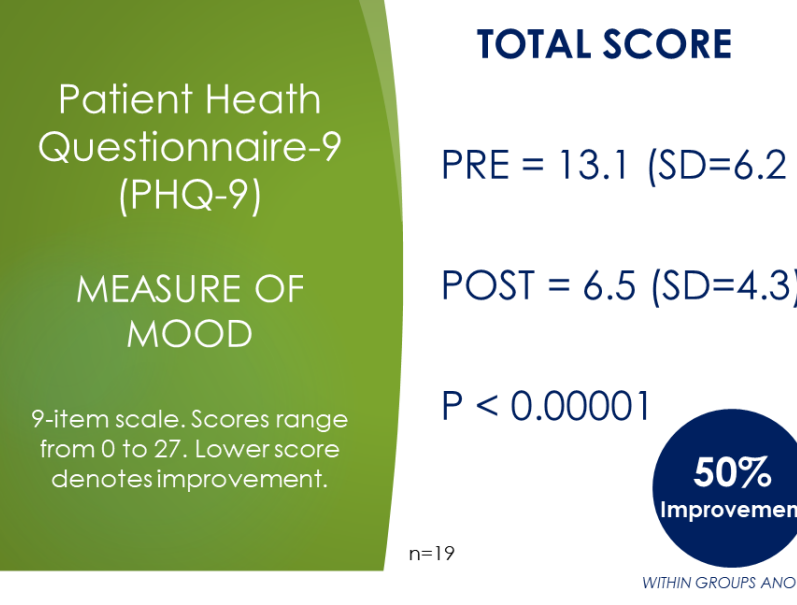 Patient Heath
Questionnaire-9
(PHQ-9)
MEASURE OF
MOOD
9-item scale. Scores range
from 0 to 27. Lower score
denotes improvement.
TOTAL SCORE
PRE = 13.1 (SD=6.2
POST = 6.5 (SD=4.3)
P < 0.00001
50%
Improvemen
n=19
WITHIN GROUPS ANO